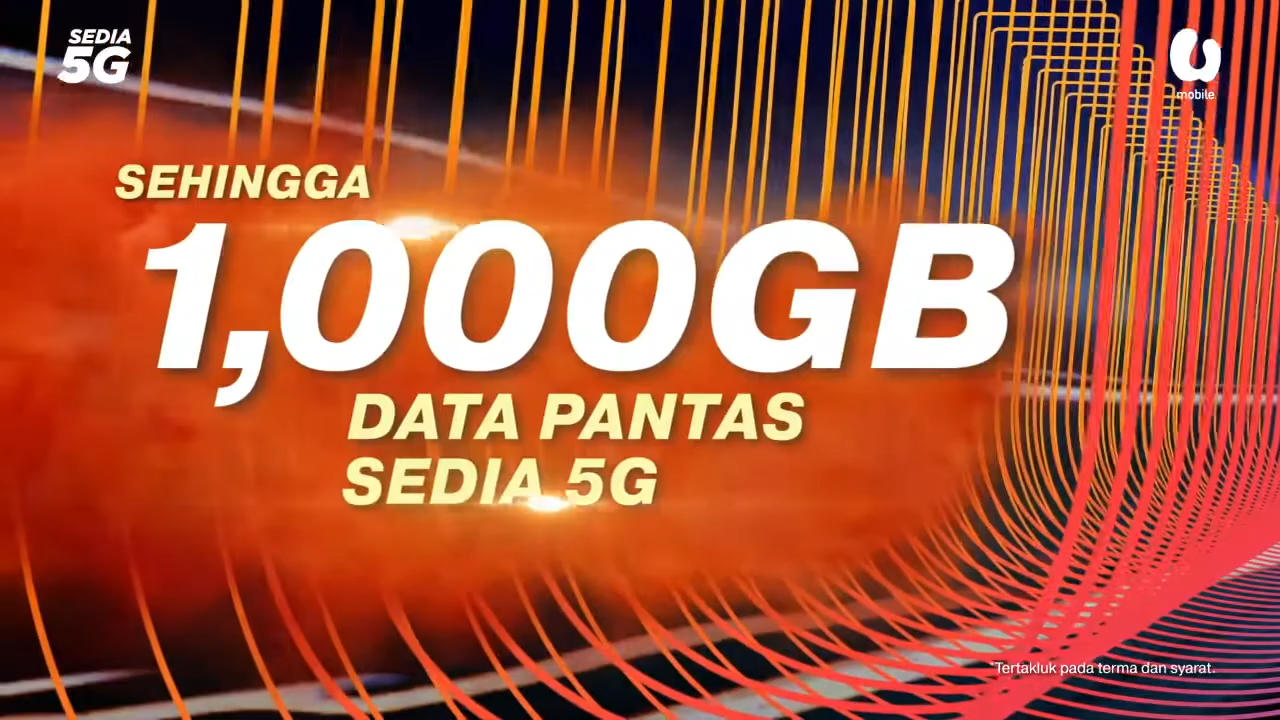 SEDIA
5G
mobile
SEHINGGA
1,000GB
DATA PANTAS
SEDIA 5G
*Tertakluk pada terma dan syarat.